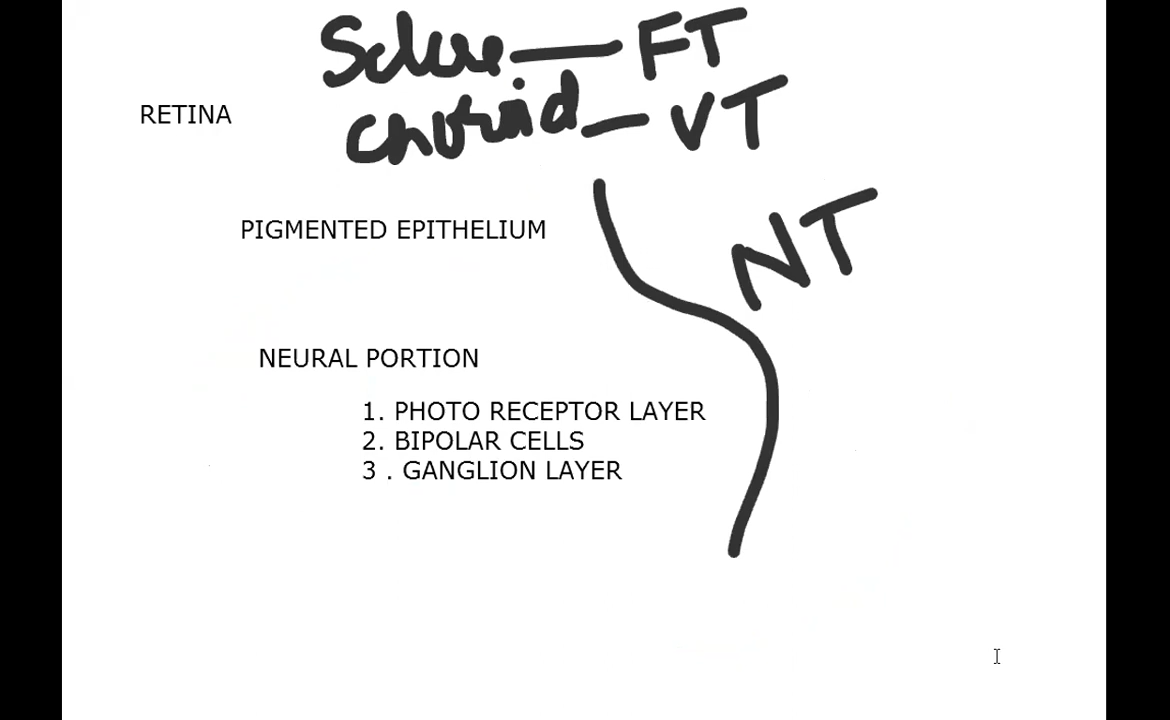 Sclera — FT
RETINA
Choroid — VT
PIGMENTED EPITHELIUM
NT
NEURAL PORTION
1. PHOTO RECEPTOR LAYER
2. BIPOLAR CELLS
3 . GANGLION LAYER